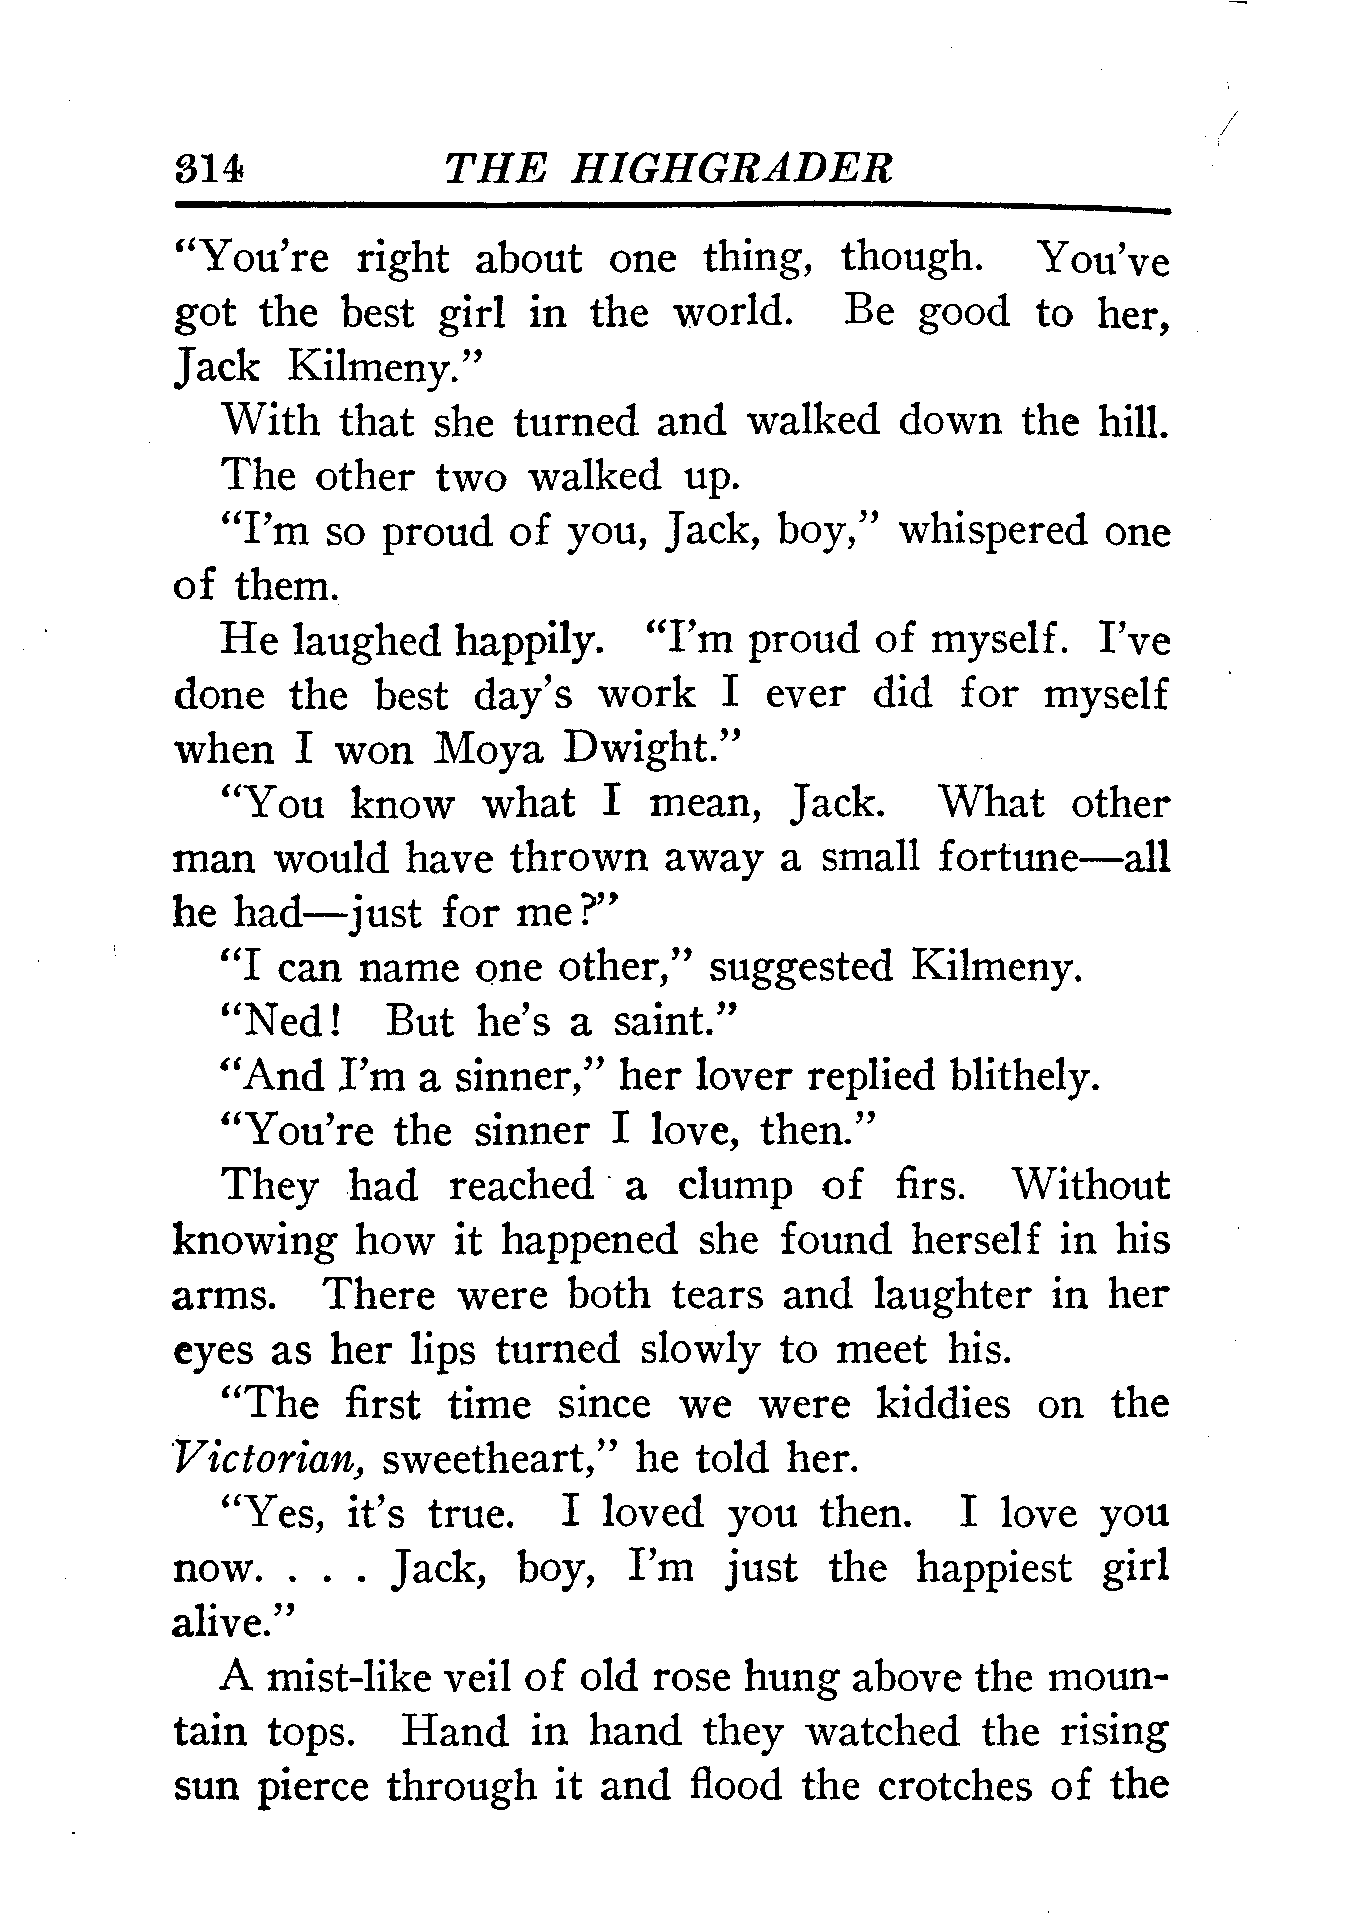 314 THE HIGHGRADER
“You’re right about one thing, though. You’ve
got the best girl in the world. Be good to her,
Jack Kilmeny.”
With that she turned and walked down the hill.
The other two walked up.
“I’m so proud of you, Jack, boy,” whispered one
of them.
He laughed happily. “I’m proud of myself. I’ve
done the best day’s work I ever did for myself
when I won Moya Dwight.”
“You know what I mean, Jack. What other
man would have thrown away a small fortune—all
he had—just for me?”
“I can name one other,” suggested Kilmeny.
“Ned! But he’s a saint.”
“And I’m a sinner,” her lover replied blithely.
“You’re the sinner I love, then.”
They had reached a clump of firs. Without
knowing how it happened she found herself in his
arms. There were both tears and laughter in her
eyes as her lips turned slowly to meet his.
“The first time since we were kiddies on the
Victorian, sweetheart,” he told her.
“Yes, it’s true. I loved you then. I love you
now. . . . Jack, boy, I’m just the happiest girl
alive.”
A mist-like veil of old rose hung above the moun-
tain tops. Hand in hand they watched the rising
sun pierce through it and flood the crotches of the